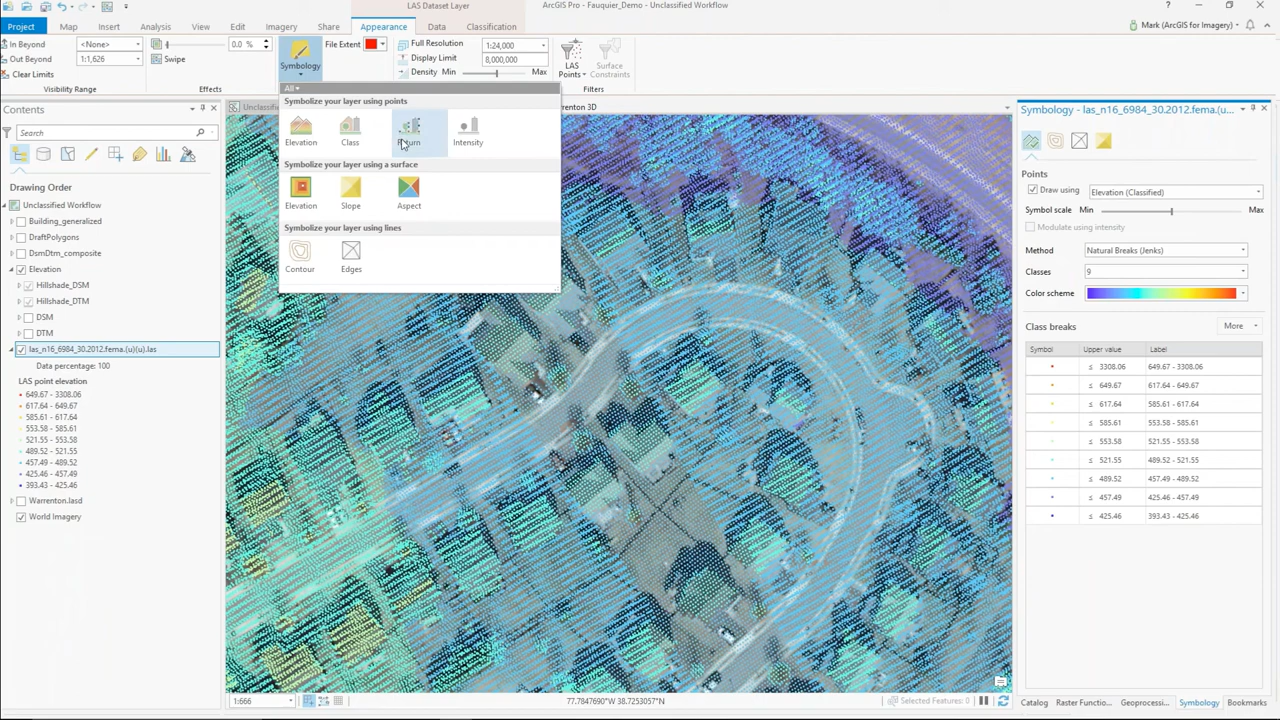 LAS Dataset Layer
ArcGIS Pro - Fauquier_Demo - Unclassified Workflow
?
Project
Map
Insert
Analysis
View
Edit
Imagery
Share
Appearance
Data
Classification
Mark (ArcGIS for Imagery)
In Beyond
<None>
Out Beyond
1:1,626
Clear Limits
Visibility Range
0.0 %
Swipe
Effects
Symbology
File Extent
Full Resolution
1:24,000
Display Limit
8,000,000
Density Min
Max
LAS
Points
Surface
Constraints
Filters
All
Symbolize your layer using points
Elevation
Class
Return
Intensity
Symbolize your layer using a surface
Elevation
Slope
Aspect
Symbolize your layer using lines
Contour
Edges
Contents
Search
Drawing Order
Unclassified Workflow
Building_generalized
DraftPolygons
DsmDtm_composite
Elevation
Hillshade_DSM
Hillshade_DTM
DSM
DTM
las_n16_6984_30.2012.fema.(u)(u).las
Data percentage: 100
LAS point elevation
649.67 - 3308.06
617.64 - 649.67
585.61 - 617.64
553.58 - 585.61
521.55 - 553.58
489.52 - 521.55
457.49 - 489.52
425.46 - 457.49
393.43 - 425.46
Warrenton.lasd
World Imagery
1:666
77.7847690°W 38.7253057°N
Selected Features: 0
Symbology - las_n16_6984_30.2012.fema.(u...
Points
Draw using
Elevation (Classified)
Symbol scale
Min
Max
Modulate using intensity
Method
Natural Breaks (Jenks)
Classes
9
Color scheme
Class breaks
More
Symbol
Upper value
Label
≤ 3308.06
649.67 - 3308.06
≤ 649.67
617.64 - 649.67
≤ 617.64
585.61 - 617.64
≤ 585.61
553.58 - 585.61
≤ 553.58
521.55 - 553.58
≤ 521.55
489.52 - 521.55
≤ 489.52
457.49 - 489.52
≤ 457.49
425.46 - 457.49
≤ 425.46
393.43 - 425.46
Catalog
Raster Functio...
Geoprocessi...
Symbology
Bookmarks